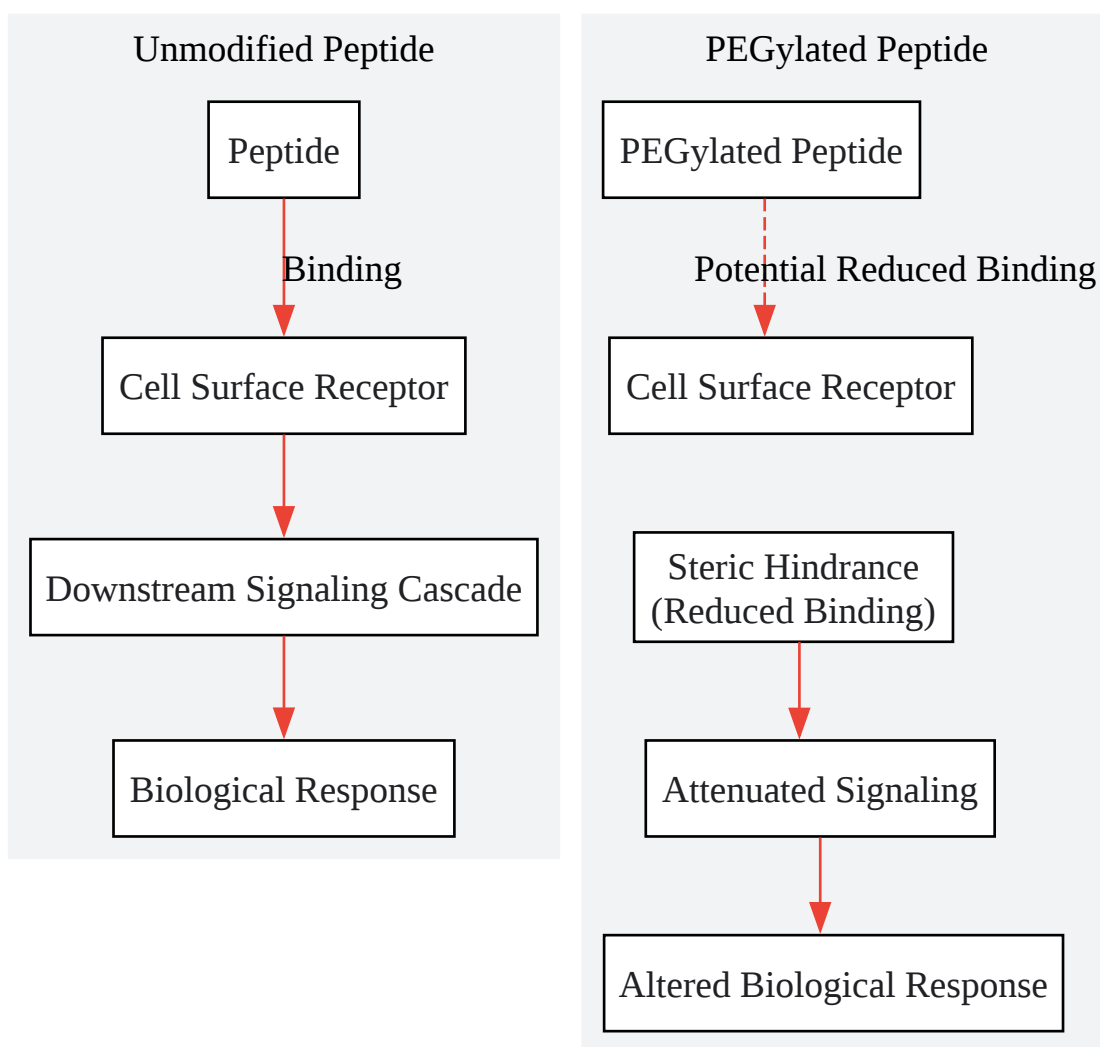 Unmodified Peptide
Peptide
Binding
Cell Surface Receptor
Downstream Signaling Cascade
Biological Response
PEGylated Peptide
PEGylated Peptide
Potential Reduced Binding
Cell Surface Receptor
Steric Hindrance
(Reduced Binding)
Attenuated Signaling
Altered Biological Response